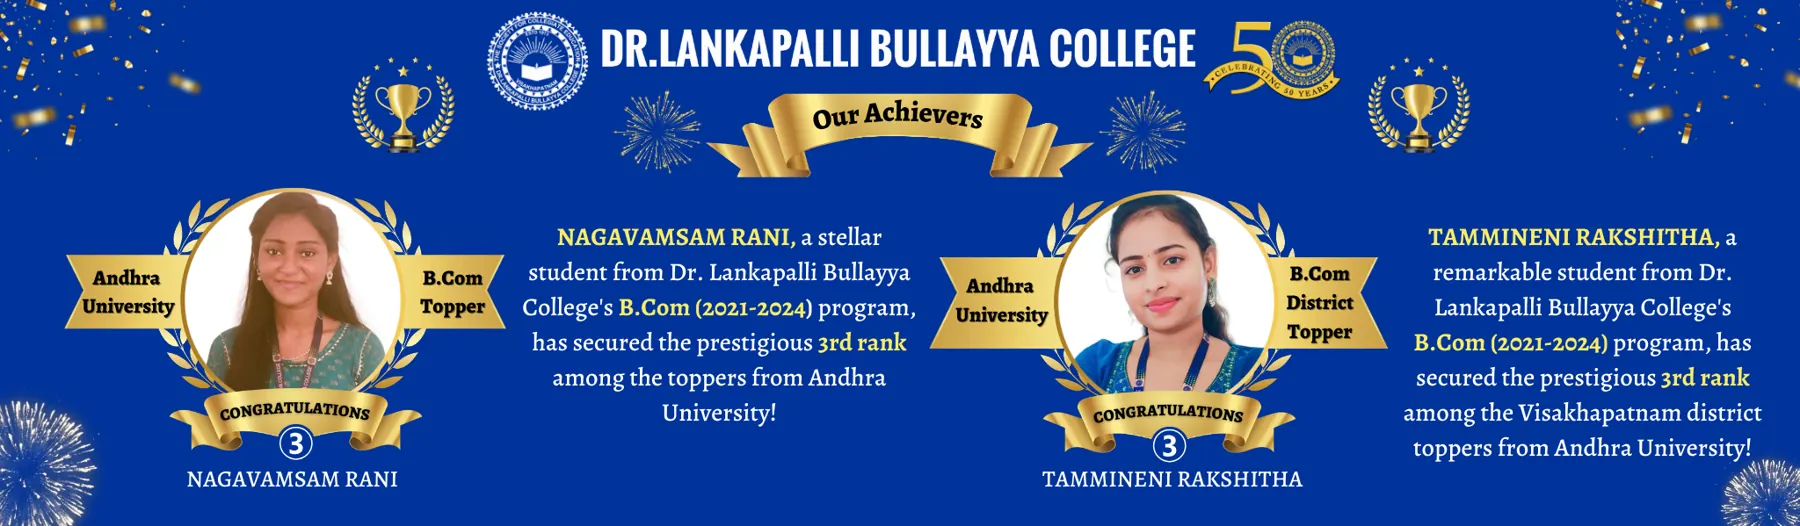 DR.LANKAPALLI BULLAYYA COLLEGE
50
CELEBRATING 50 YEARS
Our Achievers
Andhra
University
B.Com
Topper
CONGRATULATIONS
3
NAGAVAMSAM RANI
NAGAVAMSAM RANI, a stellar
student from Dr. Lankapalli Bullayya
College's B.Com (2021-2024) program,
has secured the prestigious 3rd rank
among the toppers from Andhra
University!
Andhra
University
B.Com
District
Topper
CONGRATULATIONS
3
TAMMINENI RAKSHITHA
TAMMINENI RAKSHITHA, a
remarkable student from Dr.
Lankapalli Bullayya College's
B.Com (2021-2024) program, has
secured the prestigious 3rd rank
among the Visakhapatnam district
toppers from Andhra University!